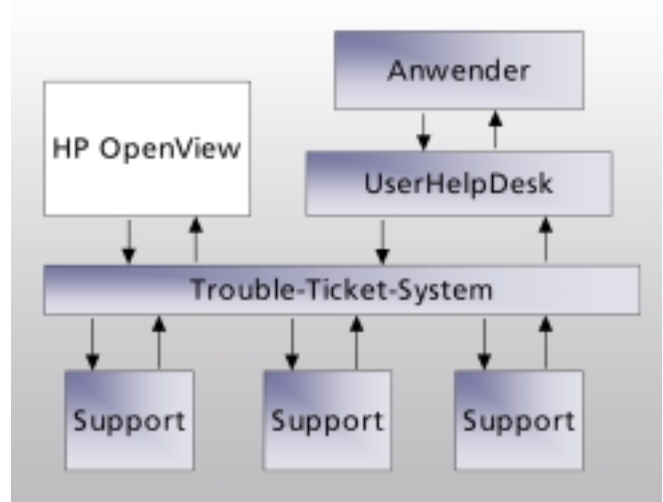 Anwender
HP OpenView
UserHelpDesk
Trouble-Ticket-System
Support
Support
Support